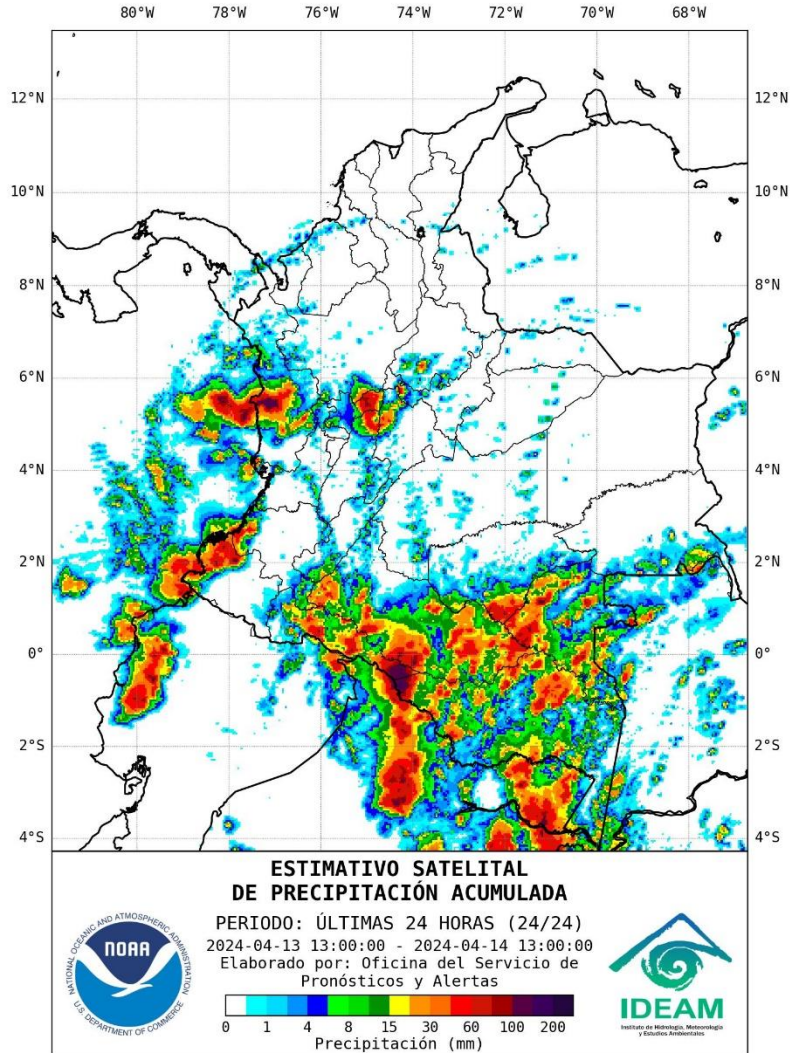 80°W 78°W 76°W 74°W 72°W 70°W 68°W
12°N 12°N
10°N 10°N
8°N 8°N
6°N 6°N
4°N 4°N
2°N 2°N
0° 0°
2°S 2°S
4°S 4°S
ESTIMATIVO SATELITAL
DE PRECIPITACIÓN ACUMULADA
PERIODO: ÚLTIMAS 24 HORAS (24/24)
2024-04-13 13:00:00 - 2024-04-14 13:00:00
Elaborado por: Oficina del Servicio de
Pronósticos y Alertas
0 1 4 8 15 30 60 100 200
Precipitación (mm)
NATIONAL OCEANIC AND ATMOSPHERIC ADMINISTRATION
NOAA
U.S. DEPARTMENT OF COMMERCE
IDEAM
Instituto de Hidrología, Meteorología
y Estudios Ambientales